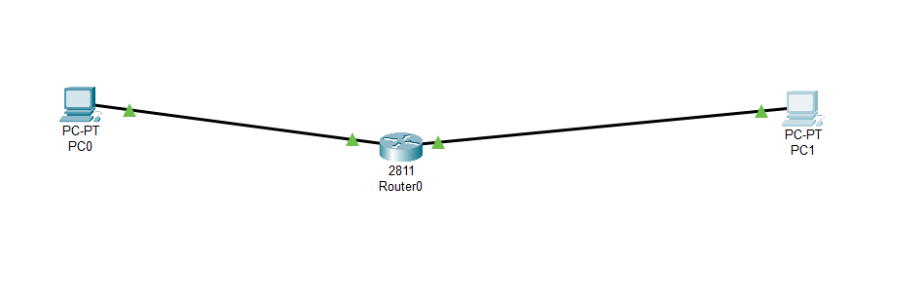 PC-PT
PC0
2811
Router0
PC-PT
PC1